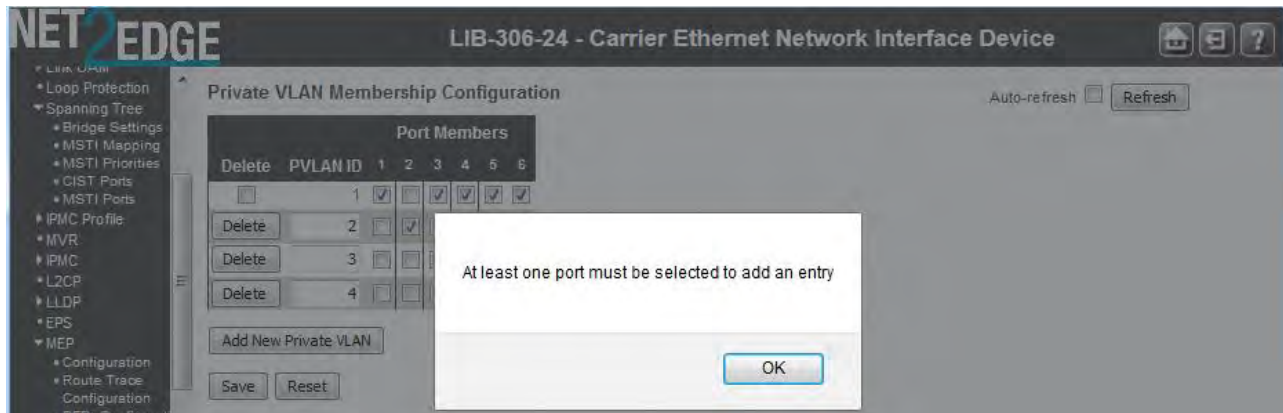 NET2EDGE
LIB-306-24 - Carrier Ethernet Network Interface Device
?
Link OAM
Loop Protection
Spanning Tree
Bridge Settings
MSTI Mapping
MSTI Priorities
CIST Ports
MSTI Ports
IPMC Profile
MVR
IPMC
L2CP
LLDP
EPS
MEP
Configuration
Route Trace
Configuration
Private VLAN Membership Configuration
Auto-refresh
Refresh
Port Members
Delete PVLAN ID 1 2 3 4 5 6
1
Delete 2
Delete 3
Delete 4
Add New Private VLAN
Save Reset
At least one port must be selected to add an entry
OK